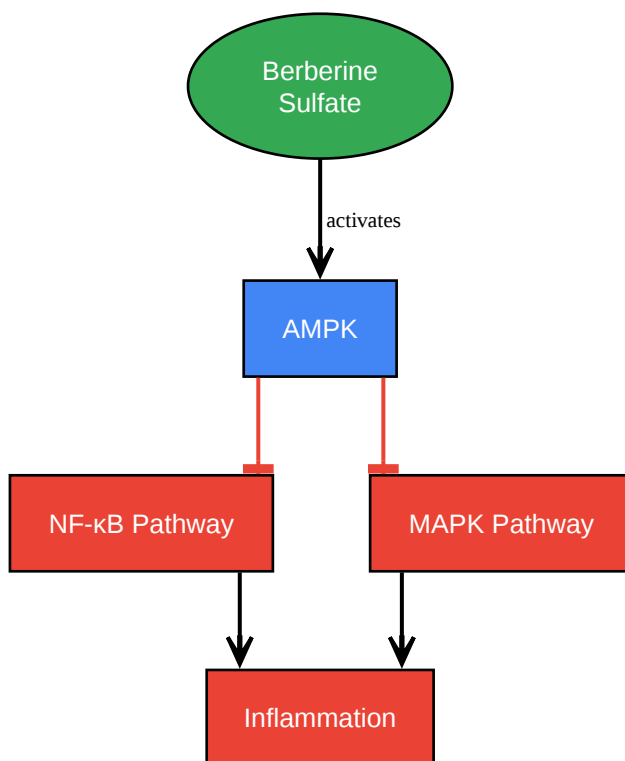 Berberine
Sulfate
activates
AMPK
NF-κB Pathway
MAPK Pathway
Inflammation